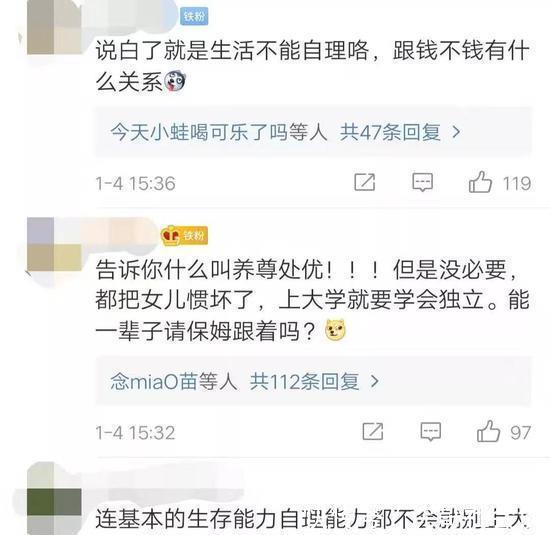 铁粉
说白了就是生活不能自理咯，跟钱不钱有什
么关系
今天小蛙喝可乐了吗等人 共47条回复 >
1-4 15:36
119
铁粉
告诉你什么叫养尊处优！！！但是没必要，
都把女儿惯坏了，上大学就要学会独立。能
一辈子请保姆跟着吗？
念miaO苗等人 共112条回复 >
1-4 15:32
97
连基本的生存能力自理能力都不会就别上大